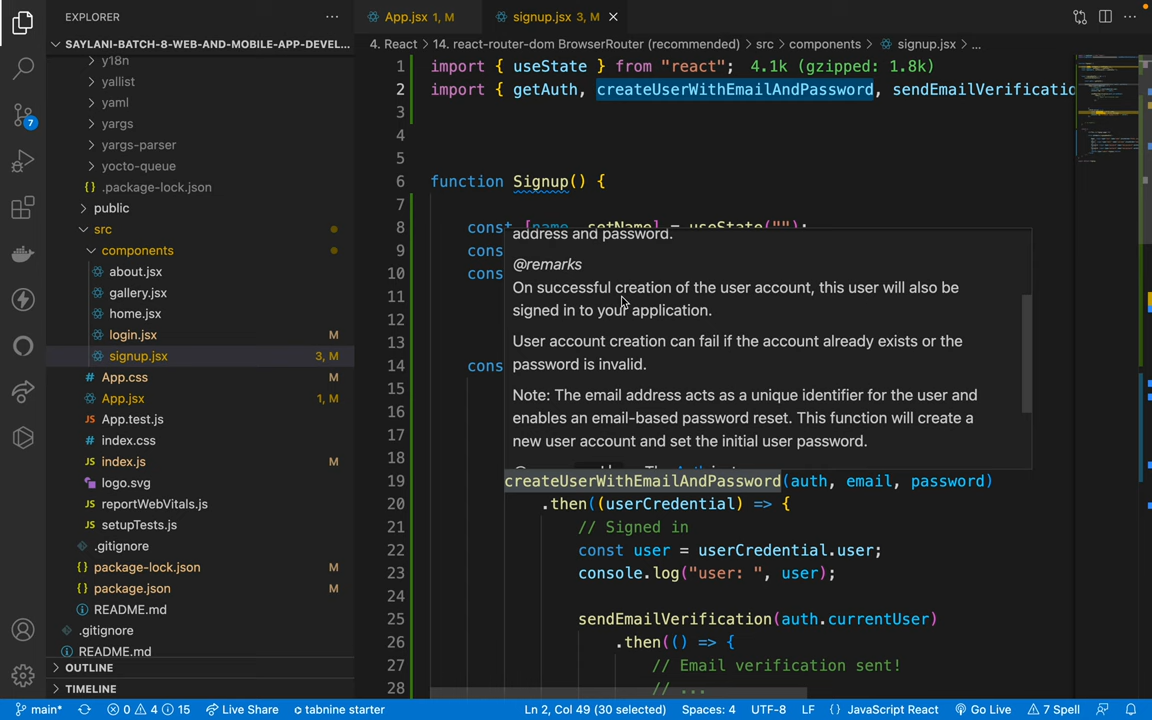 EXPLORER
App.jsx 1, M
signup.jsx 3, M
SAYLANI-BATCH-8-WEB-AND-MOBILE-APP-DEVEL...
4. React > 14. react-router-dom BrowserRouter (recommended) > src > components > signup.jsx > ...
y18n
yallist
yaml
yargs
yargs-parser
yocto-queue
.package-lock.json
public
src
components
about.jsx
gallery.jsx
home.jsx
login.jsx M
signup.jsx 3, M
App.css M
App.jsx 1, M
App.test.js
index.css
index.js M
logo.svg
reportWebVitals.js
setupTests.js
.gitignore
package-lock.json M
package.json M
README.md
.gitignore
README.md
OUTLINE
TIMELINE
7
1 import { useState } from "react"; 4.1k (gzipped: 1.8k)
2 import { getAuth, createUserWithEmailAndPassword, sendEmailVerificatio
3
4
5
6 function Signup() {
7
8 const [name, setName] = useState("");
9 cons
10 cons
11
12
13
14 cons
15
16
17
18
address and password.
@remarks
On successful creation of the user account, this user will also be
signed in to your application.
User account creation can fail if the account already exists or the
password is invalid.
Note: The email address acts as a unique identifier for the user and
enables an email-based password reset. This function will create a
new user account and set the initial user password.
19 createUserWithEmailAndPassword(auth, email, password)
20 .then((userCredential) => {
21 // Signed in
22 const user = userCredential.user;
23 console.log("user: ", user);
24
25 sendEmailVerification(auth.currentUser)
26 .then(() => {
27 // Email verification sent!
28 // ...
main* 0 4 15 Live Share tabnine starter Ln 2, Col 49 (30 selected) Spaces: 4 UTF-8 LF {} JavaScript React Go Live 7 Spell